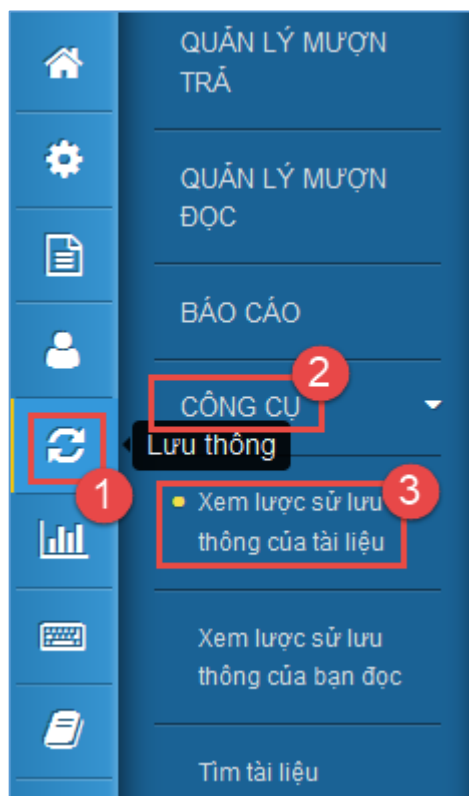 QUẢN LÝ MƯỢN
TRẢ
QUẢN LÝ MƯỢN
ĐỌC
BÁO CÁO
2
CÔNG CỤ
Lưu thông
1
Xem lược sử lưu
3
thông của tài liệu
Xem lược sử lưu
thông của bạn đọc
Tìm tài liệu